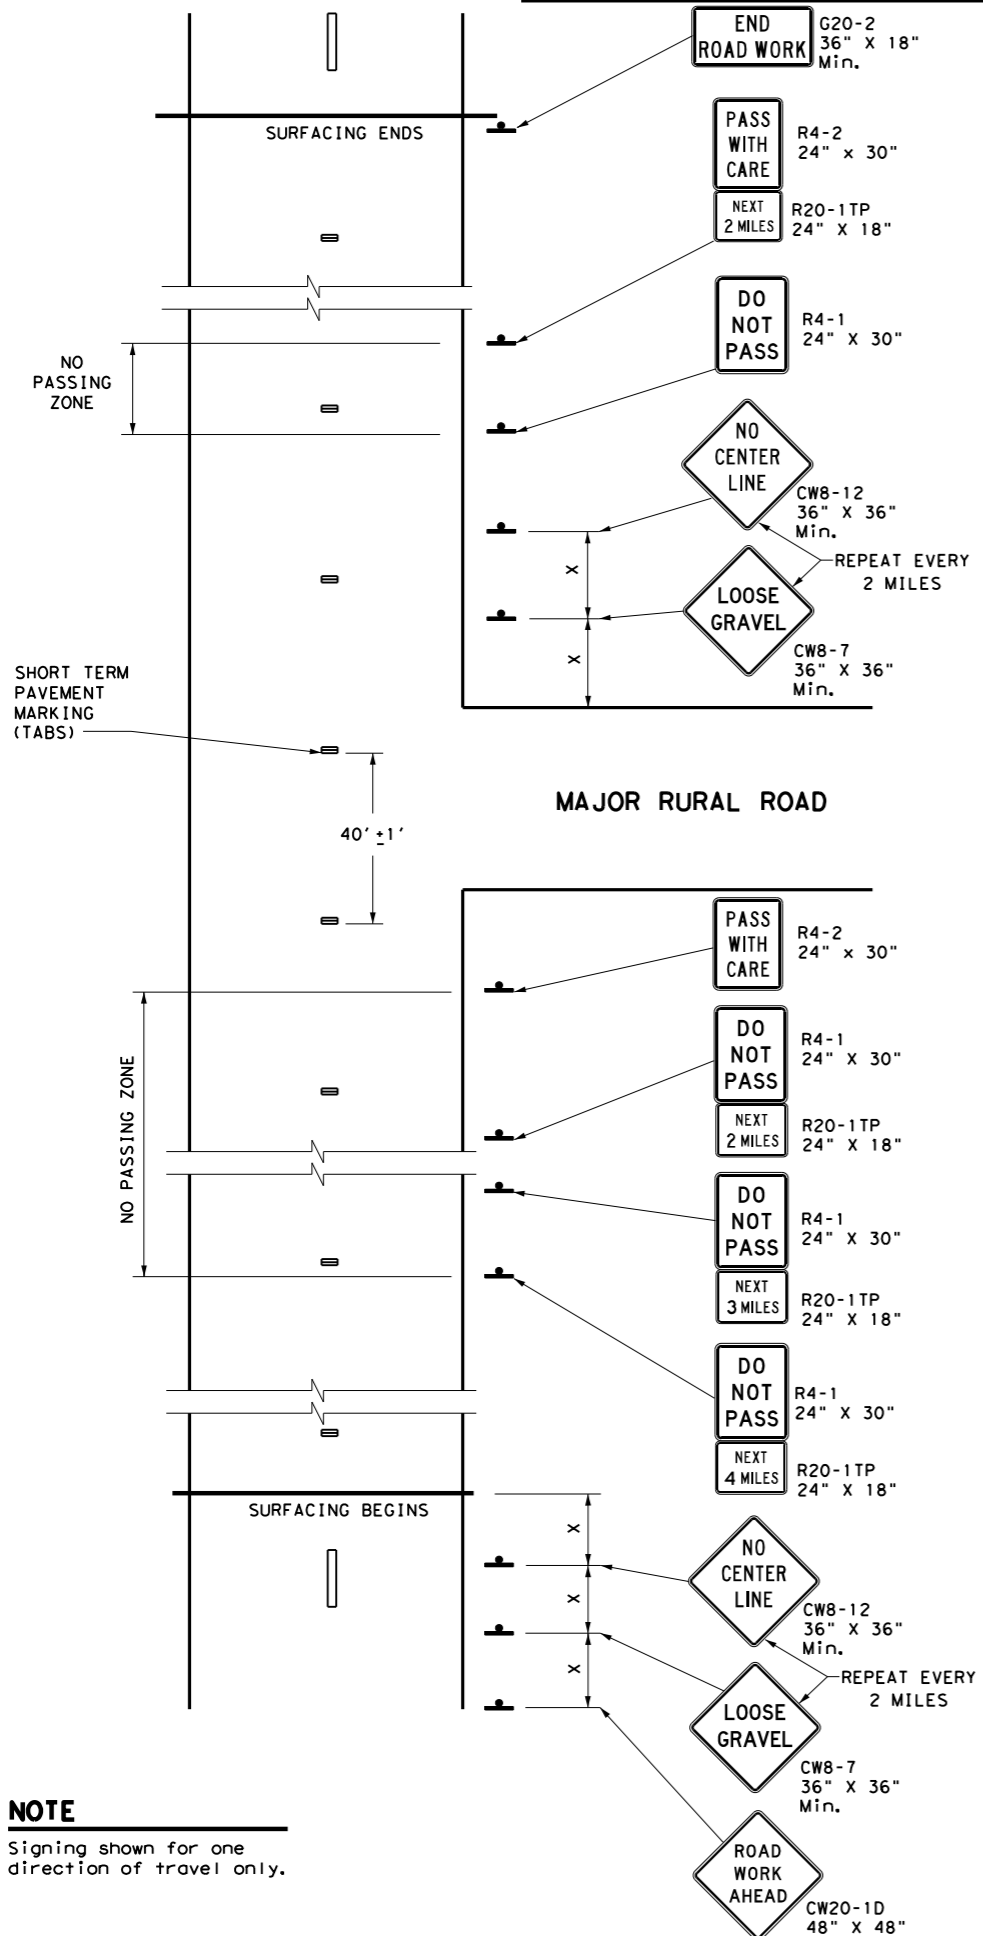 END
ROAD WORK
G20-2
36" X 18"
Min.
SURFACING ENDS
PASS
WITH
CARE
R4-2
24" x 30"
NEXT
2 MILES
R20-1TP
24" X 18"
DO
NOT
PASS
R4-1
24" X 30"
NO
PASSING
ZONE
NO
CENTER
LINE
CW8-12
36" X 36"
Min.
REPEAT EVERY
2 MILES
X
LOOSE
GRAVEL
CW8-7
36" X 36"
Min.
X
SHORT TERM
PAVEMENT
MARKING
(TABS)
MAJOR RURAL ROAD
40' ±1'
PASS
WITH
CARE
R4-2
24" x 30"
DO
NOT
PASS
R4-1
24" X 30"
NEXT
2 MILES
R20-1TP
24" X 18"
NO PASSING ZONE
DO
NOT
PASS
R4-1
24" X 30"
NEXT
3 MILES
R20-1TP
24" X 18"
DO
NOT
PASS
R4-1
24" X 30"
NEXT
4 MILES
R20-1TP
24" X 18"
SURFACING BEGINS
X
NO
CENTER
LINE
CW8-12
36" X 36"
Min.
X
REPEAT EVERY
2 MILES
X
LOOSE
GRAVEL
CW8-7
36" X 36"
Min.
NOTE
Signing shown for one
direction of travel only.
ROAD
WORK
AHEAD
CW20-1D
48" X 48"